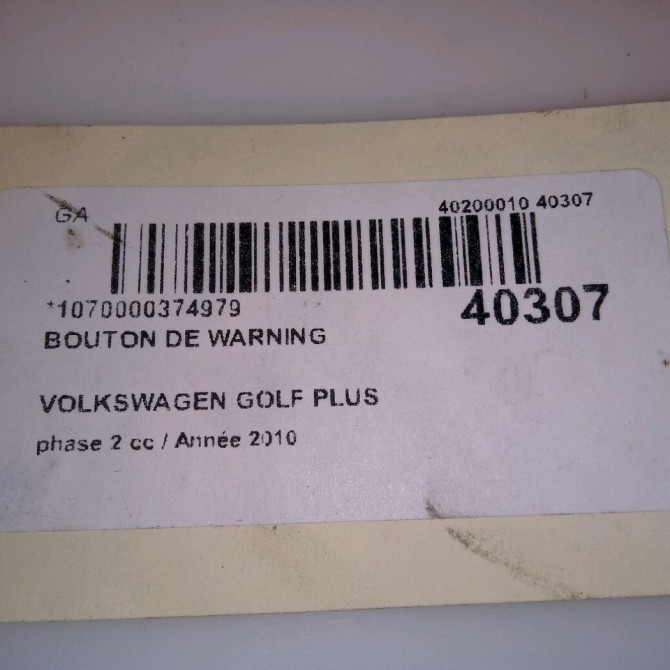 GA 40200010 40307
*1070000374979 40307
BOUTON DE WARNING
VOLKSWAGEN GOLF PLUS
phase 2 cc / Année 2010